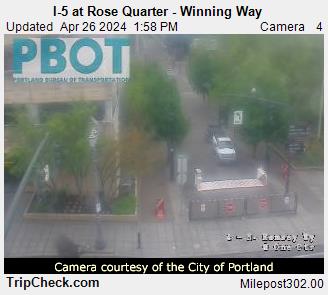 I-5 at Rose Quarter - Winning Way
Updated Apr 26 2024 1:58 PM Camera 4
PBOT
PORTLAND BUREAU OF TRANSPORTATION
Camera courtesy of the City of Portland
TripCheck.com Milepost302.00